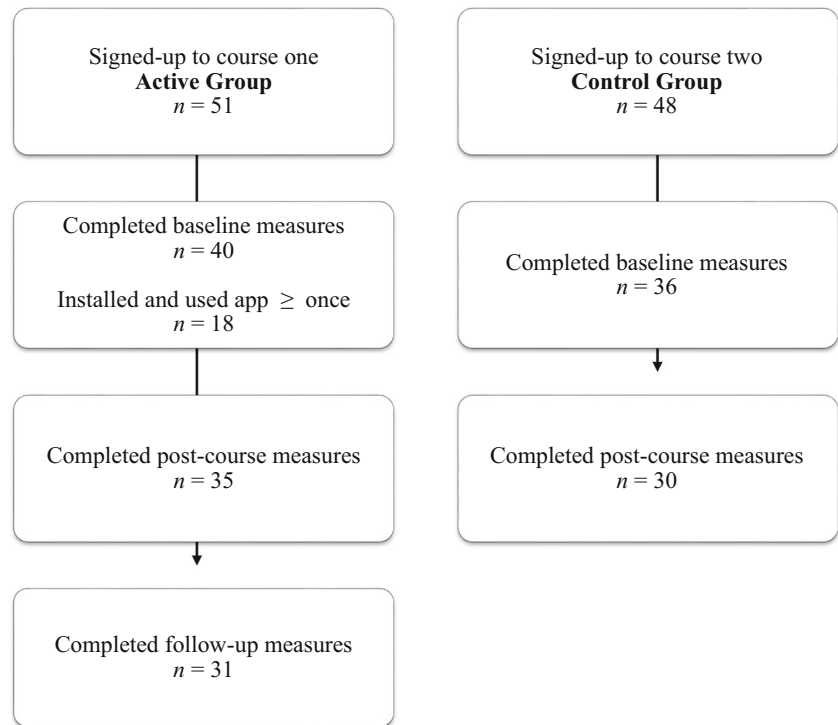 Signed-up to course one
Active Group
n = 51
Completed baseline measures
n = 40
Installed and used app ≥ once
n = 18
Completed post-course measures
n = 35
Completed follow-up measures
n = 31
Signed-up to course two
Control Group
n = 48
Completed baseline measures
n = 36
Completed post-course measures
n = 30